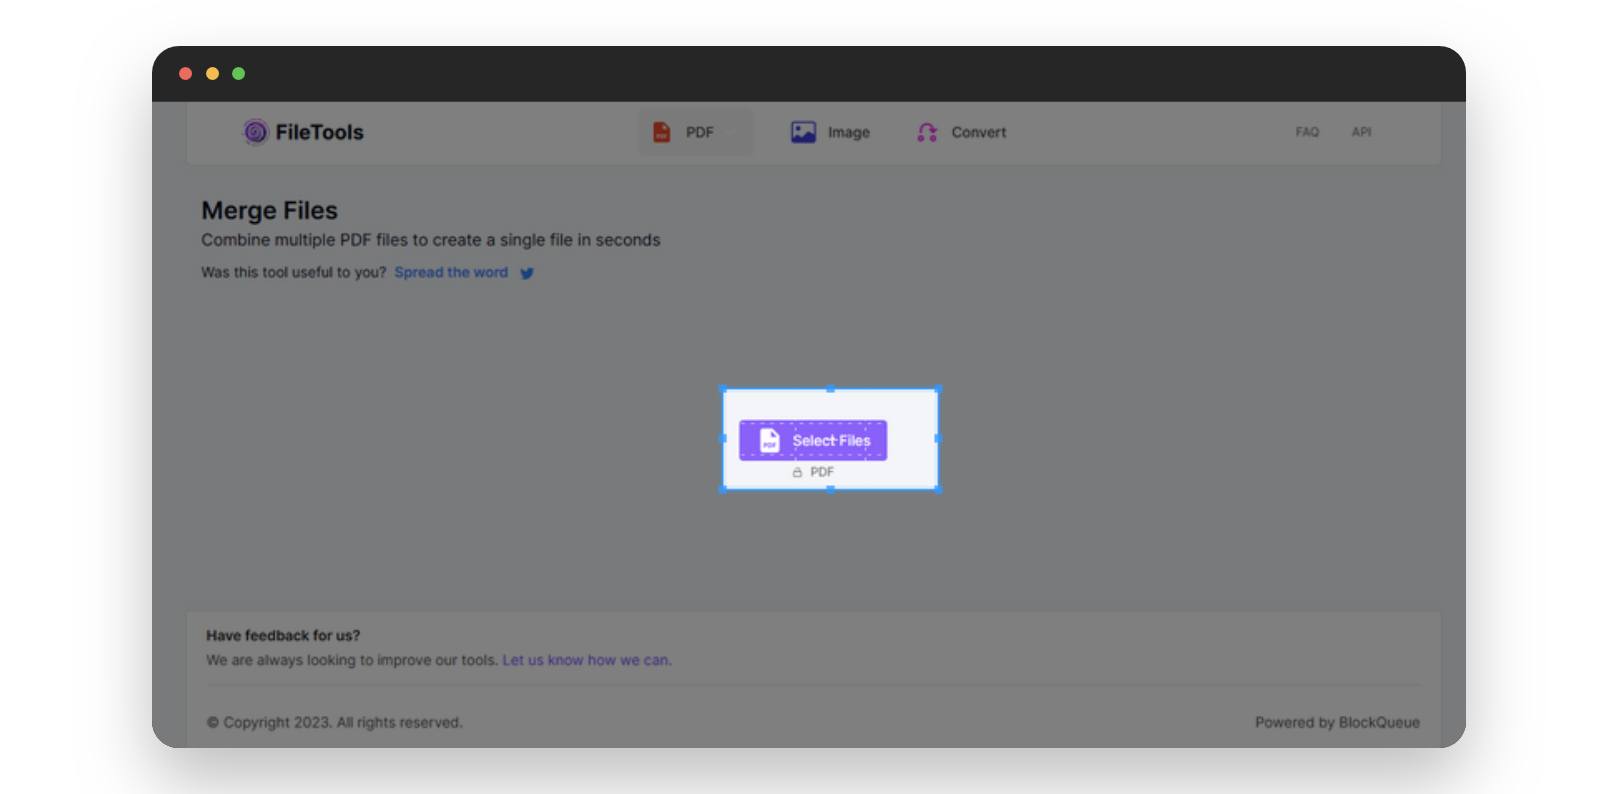 FileTools
PDF
Image
Convert
FAQ
API
Merge Files
Combine multiple PDF files to create a single file in seconds
Was this tool useful to you? Spread the word
PDF
Select Files
PDF
Have feedback for us?
We are always looking to improve our tools. Let us know how we can.
© Copyright 2023. All rights reserved.
Powered by BlockQueue